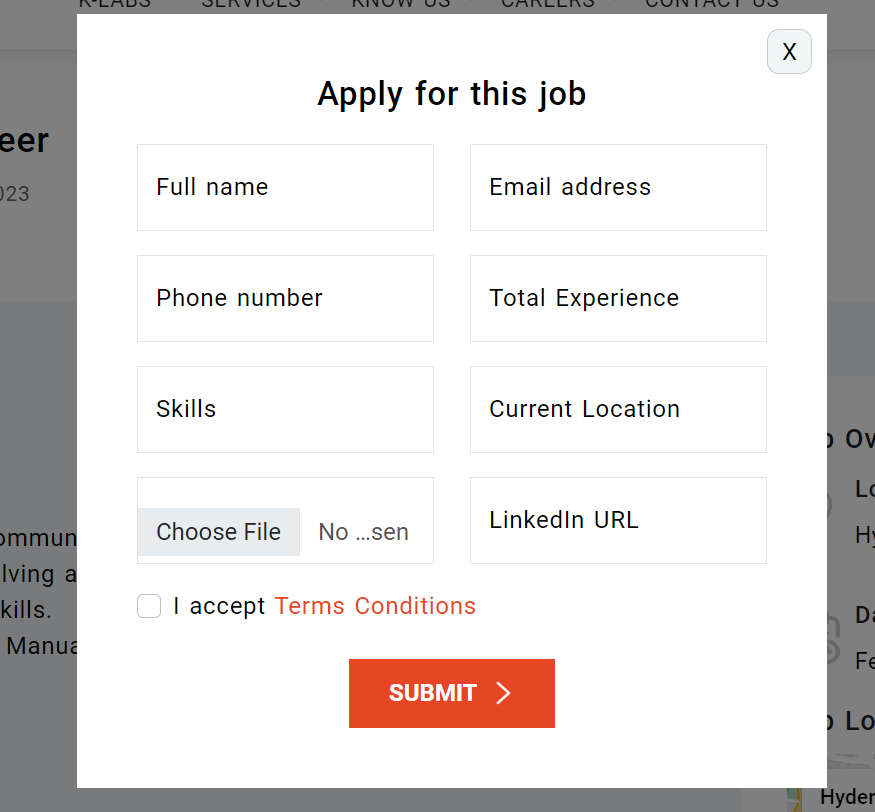 K-LABS SERVICES KNOW US CAREERS CONTACT US
X
Apply for this job
eer
023
Full name
Email address
Phone number
Total Experience
Skills
Current Location
Choose File No ...sen
LinkedIn URL
I accept Terms Conditions
SUBMIT
ommun
lving a
kills.
Manua
Ov
Lo
Hy
Da
Fe
Lo
Hyder